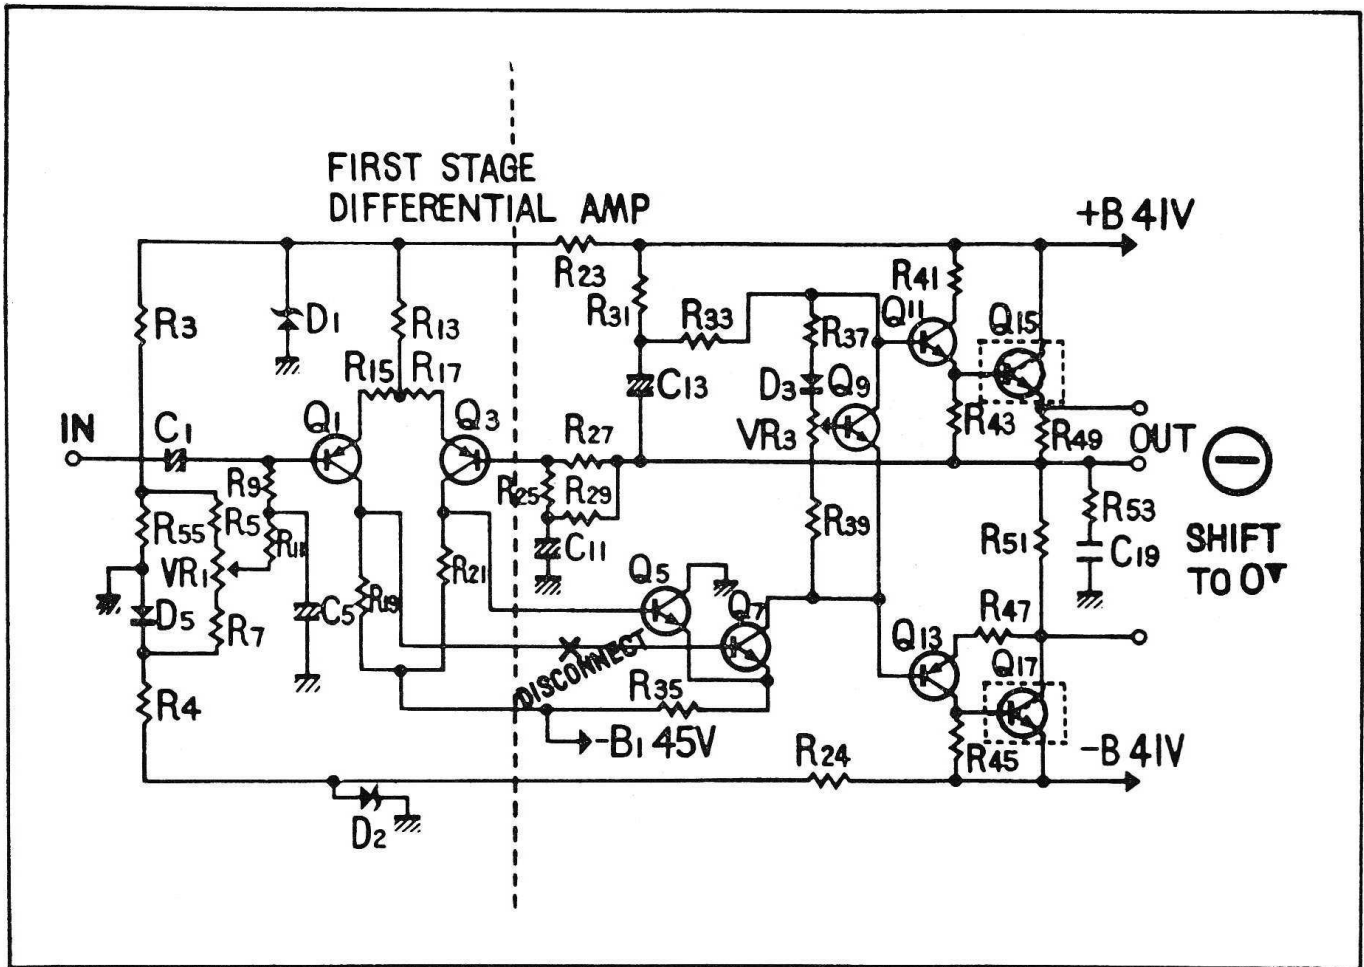 FIRST STAGE
DIFFERENTIAL AMP
+B 41V
R23
R41
R31
R33
Q11
Q15
R3
D1
R13
R37
R15
R17
C13
D3
Q9
Q1
Q3
R43
IN
C1
R27
VR3
R49
OUT
R9
R25
R29
R55
R5
R11
R39
R53
C11
R51
C19
SHIFT
TO 0V
VR1
R21
Q5
R19
D5
C5
Q7
R47
R7
Q13
DISCONNECT
Q17
R4
R35
-B1 45V
R24
R45
-B 41V
D2